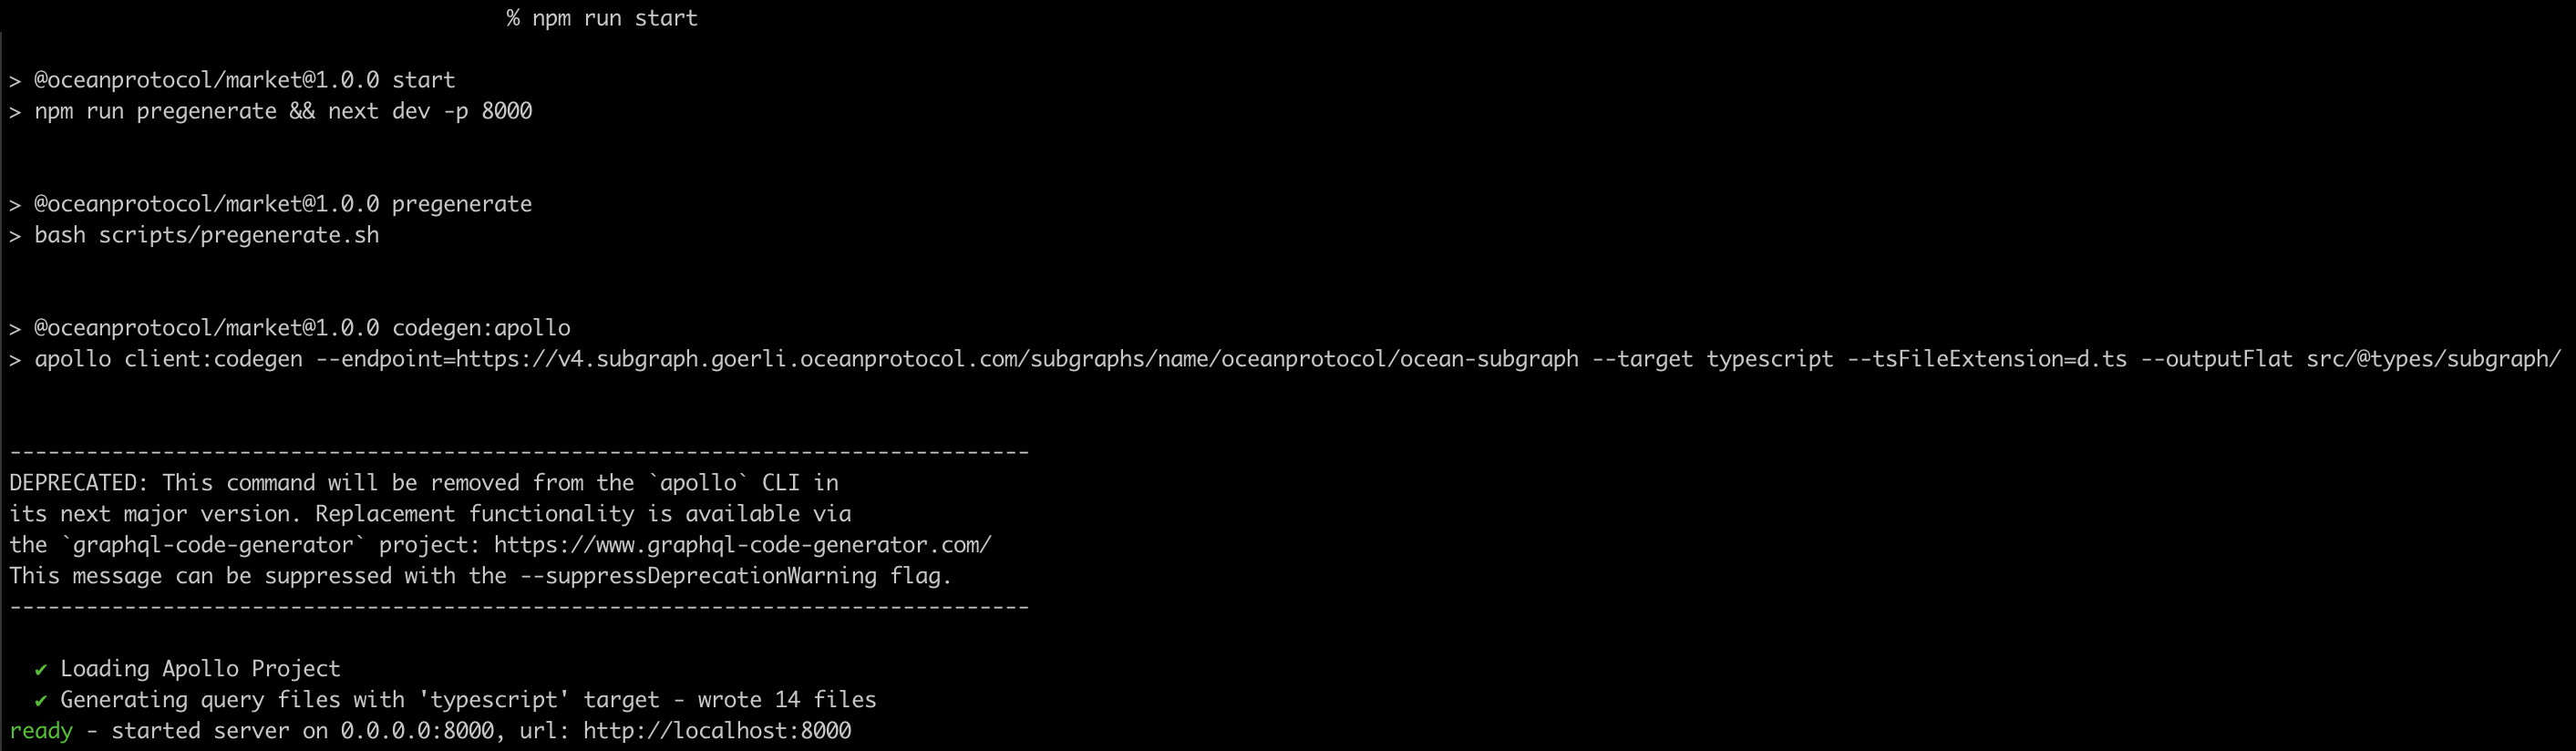 % npm run start
> @oceanprotocol/market@1.0.0 start
> npm run pregenerate && next dev -p 8000
> @oceanprotocol/market@1.0.0 pregenerate
> bash scripts/pregenerate.sh
> @oceanprotocol/market@1.0.0 codegen:apollo
> apollo client:codegen --endpoint=https://v4.subgraph.goerli.oceanprotocol.com/subgraphs/name/oceanprotocol/ocean-subgraph --target typescript --tsFileExtension=d.ts --outputFlat src/@types/subgraph/
--------------------------------------------------------------------------------
DEPRECATED: This command will be removed from the `apollo` CLI in
its next major version. Replacement functionality is available via
the `graphql-code-generator` project: https://www.graphql-code-generator.com/
This message can be suppressed with the --suppressDeprecationWarning flag.
--------------------------------------------------------------------------------
✔ Loading Apollo Project
✔ Generating query files with 'typescript' target - wrote 14 files
ready - started server on 0.0.0.0:8000, url: http://localhost:8000